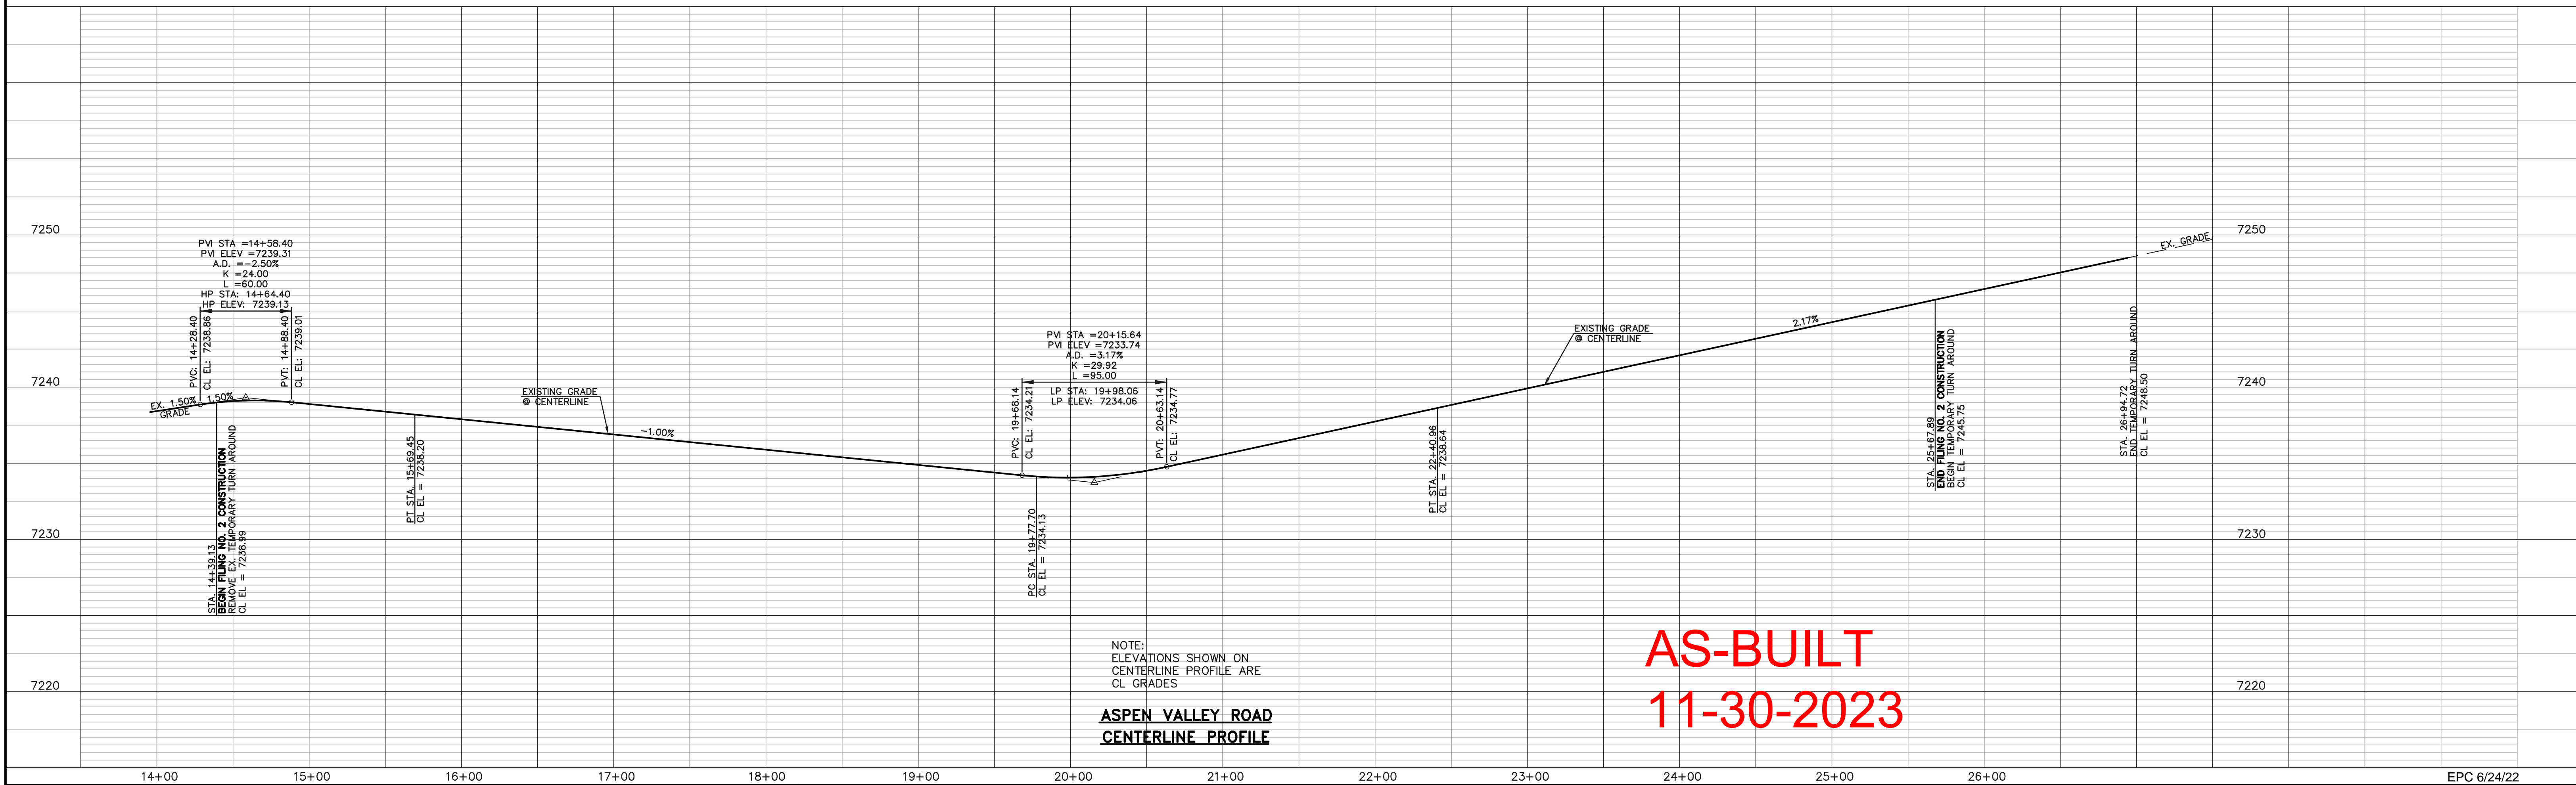 7250
7240
7230
7220
PVI STA =14+58.40
PVI ELEV =7239.31
A.D. =-2.50%
K =24.00
L =60.00
HP STA: 14+64.40
HP ELEV: 7239.13
PVC: 14+28.40
CL EL: 7238.86
PVT: 14+88.40
CL EL: 7239.01
EX. 1.50%
GRADE
1.50%
STA. 14+39.13
BEGIN FILING NO. 2 CONSTRUCTION
REMOVE EX. TEMPORARY TURN AROUND
CL EL = 7238.99
PT STA. 15+69.45
CL EL = 7238.20
EXISTING GRADE
@ CENTERLINE
-1.00%
PVI STA =20+15.64
PVI ELEV =7233.74
A.D. =3.17%
K =29.92
L =95.00
LP STA: 19+98.06
LP ELEV: 7234.06
PVC: 19+68.14
CL EL: 7234.21
PVT: 20+63.14
CL EL: 7234.77
PC STA. 19+77.70
CL EL = 7234.13
PT STA. 22+40.96
CL EL = 7238.64
EXISTING GRADE
@ CENTERLINE
2.17%
STA. 25+67.89
END FILING NO. 2 CONSTRUCTION
BEGIN TEMPORARY TURN AROUND
CL EL = 7245.75
STA. 26+94.72
END TEMPORARY TURN AROUND
CL EL = 7248.50
EX. GRADE
7250
7240
7230
7220
NOTE:
ELEVATIONS SHOWN ON
CENTERLINE PROFILE ARE
CL GRADES
ASPEN VALLEY ROAD
CENTERLINE PROFILE
AS-BUILT
11-30-2023
14+00 15+00 16+00 17+00 18+00 19+00 20+00 21+00 22+00 23+00 24+00 25+00 26+00
EPC 6/24/22